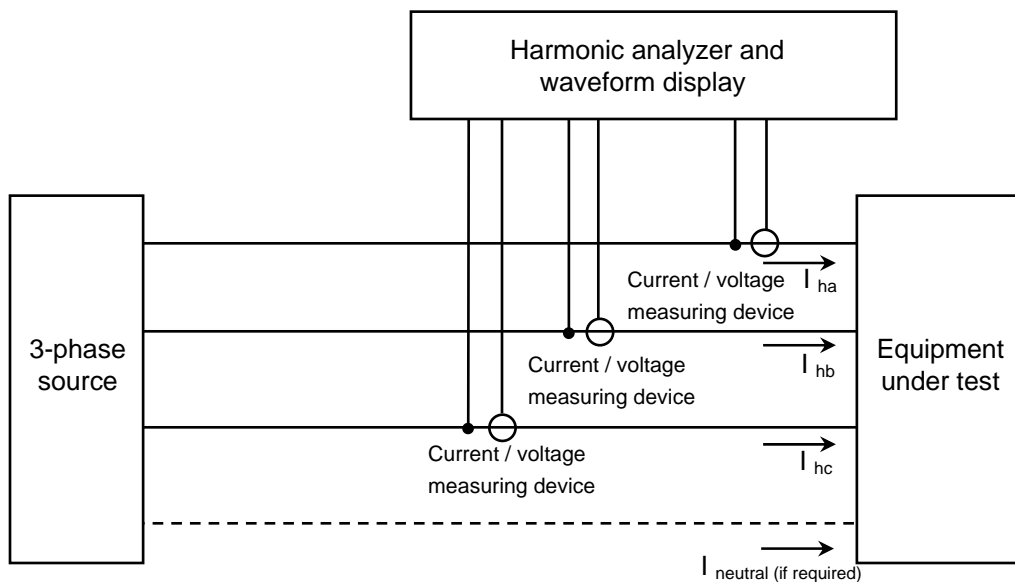 Harmonic analyzer and
waveform display
3-phase
source
Equipment
under test
Current / voltage
measuring device
I ha
Current / voltage
measuring device
I hb
Current / voltage
measuring device
I hc
I neutral (if required)